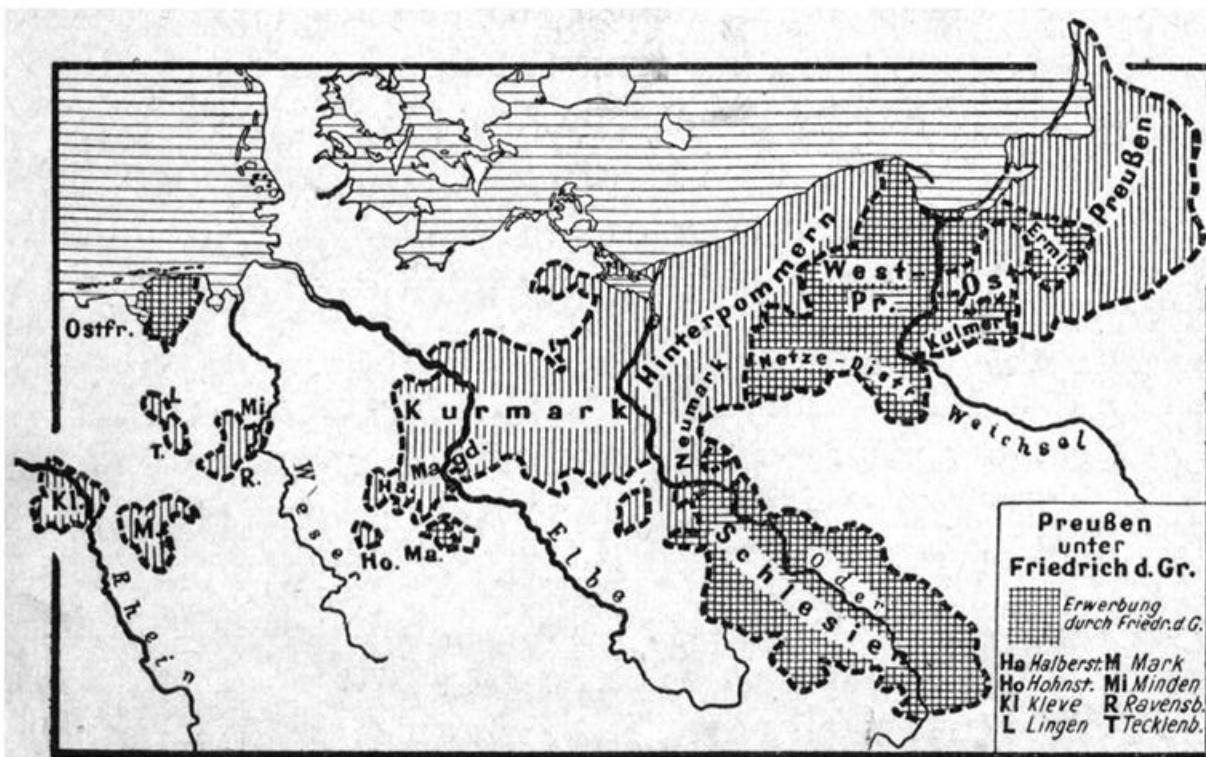 Ostfr.
L
T.
Mi
R.
Kl.
M
Rhein
Weser
Ha
Magd.
Ho.
Ma.
Elbe
Kurmark
Hinterpommern
Neumark
West-
Pr.
Netze-Distr.
Kulmer
Ost
Erml.
Preußen
Weichsel
Oder
Schlesien
Preußen
unter
Friedrich d. Gr.
Erwerbung
durch Friedr. d. G.
Ha Halberst. M Mark
Ho Hohnst. Mi Minden
Kl Kleve R Ravensb.
L Lingen T Tecklenb.